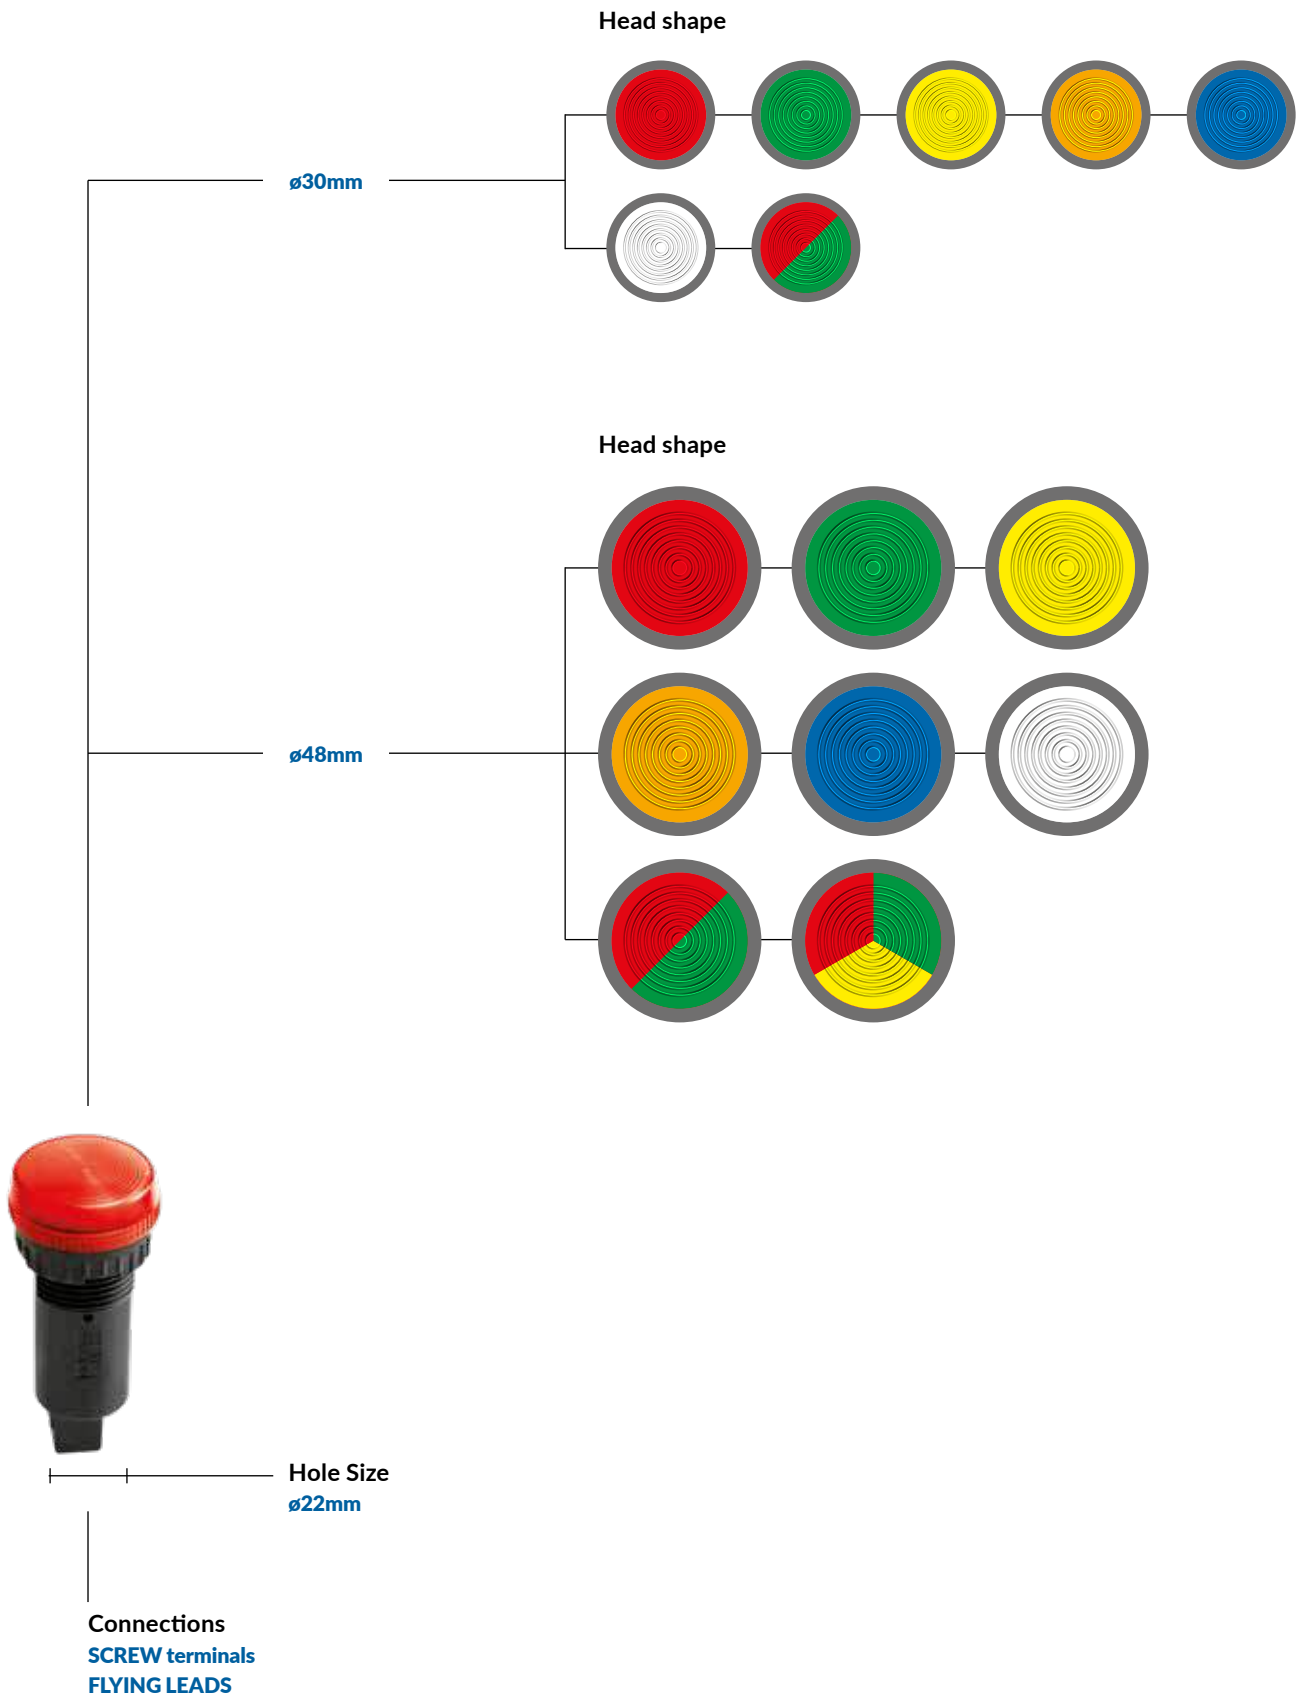 Head shape
ø30mm
Head shape
ø48mm
Hole Size
ø22mm
Connections
SCREW terminals
FLYING LEADS